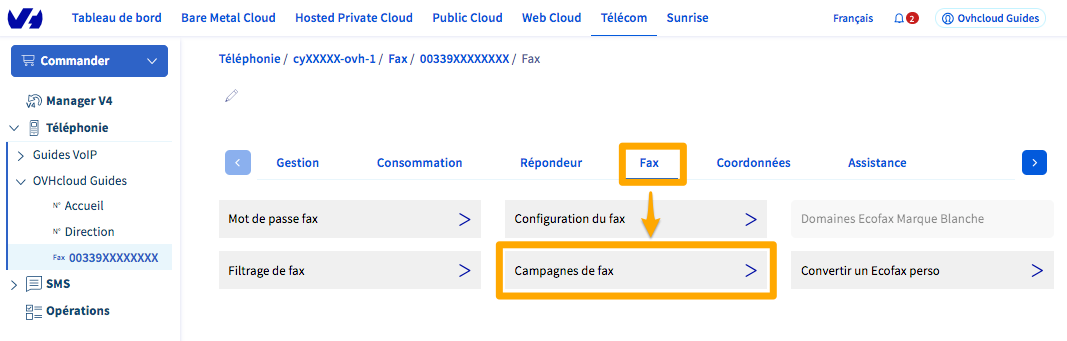 Tableau de bord Bare Metal Cloud Hosted Private Cloud Public Cloud Web Cloud Télécom Sunrise Français 2 Ovhcloud Guides
Commander
Manager V4
Téléphonie
Guides VoIP
OVHcloud Guides
N° Accueil
N° Direction
Fax 00339XXXXXXXX
SMS
Opérations
Téléphonie / cyXXXXX-ovh-1 / Fax / 00339XXXXXXXX / Fax
Gestion Consommation Répondeur Fax Coordonnées Assistance
Mot de passe fax Configuration du fax Domaines Ecofax Marque Blanche
Filtrage de fax Campagnes de fax Convertir un Ecofax perso